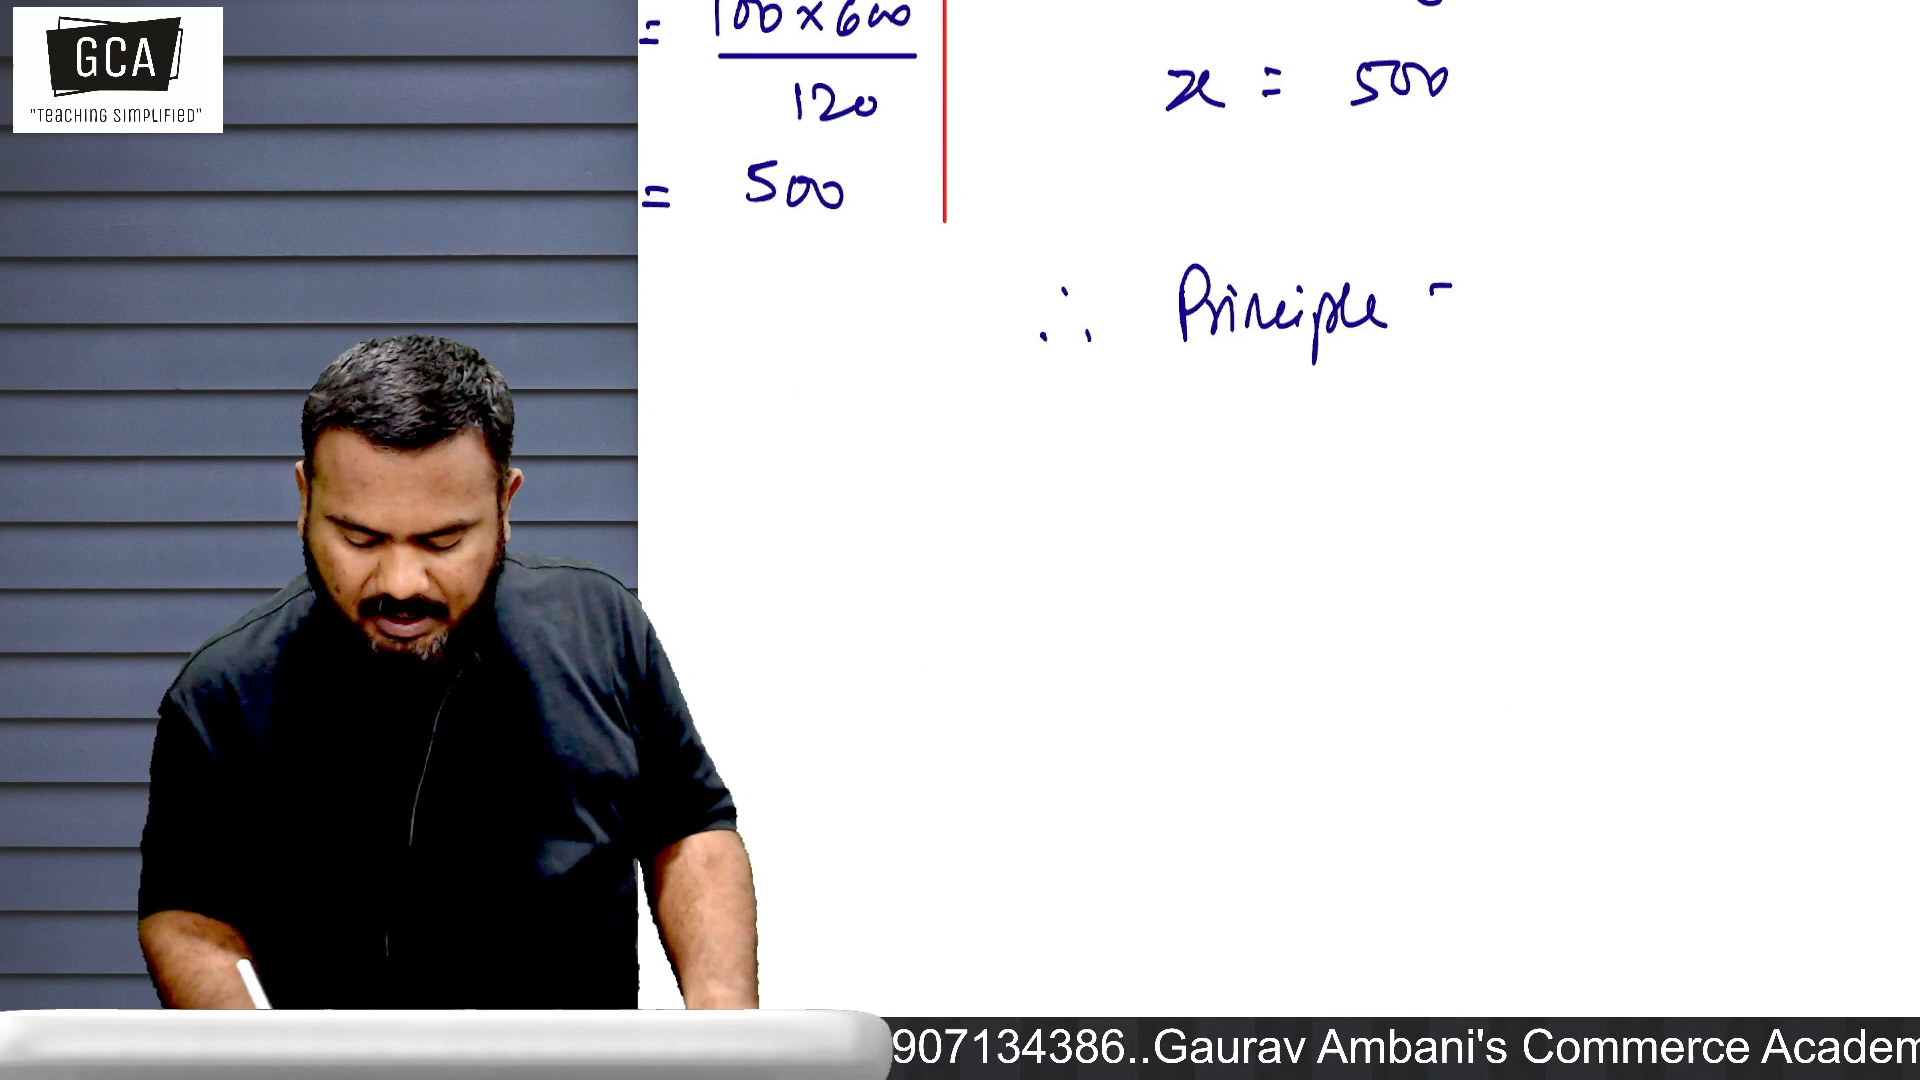 GCA
"Teaching Simplified"
= 100 × 600
120
= 500
x = 500
∴ Principle =
907134386..Gaurav Ambani's Commerce Academ